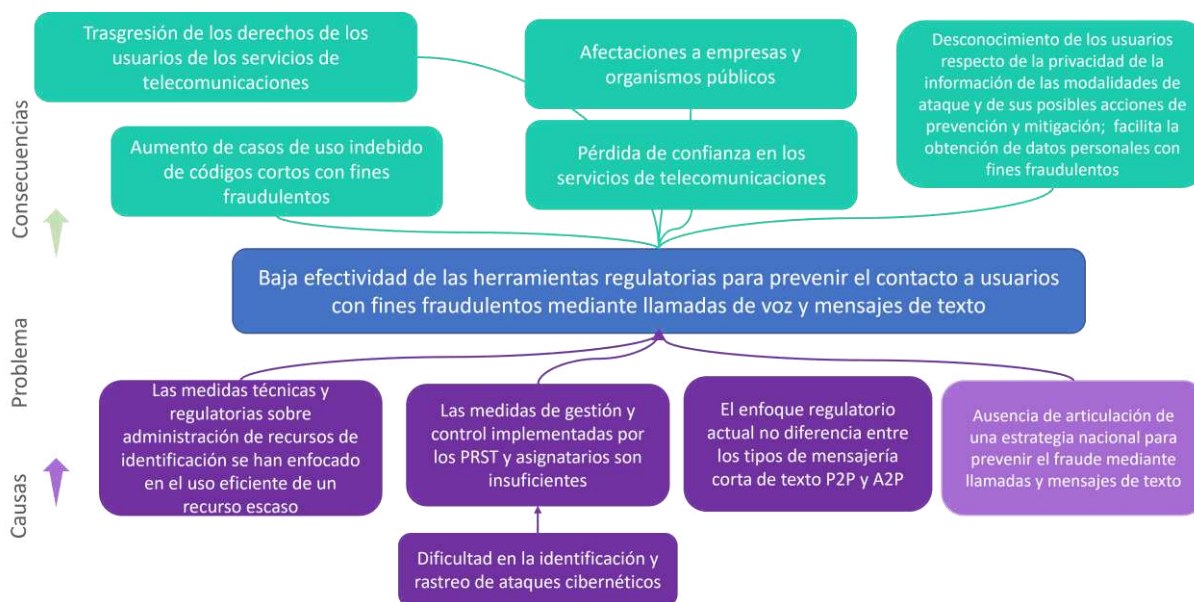 Trasgresión de los derechos de los
usuarios de los servicios de
telecomunicaciones
Afectaciones a empresas y
organismos públicos
Desconocimiento de los usuarios
respecto de la privacidad de la
información de las modalidades de
ataque y de sus posibles acciones de
prevención y mitigación; facilita la
obtención de datos personales con
fines fraudulentos
Aumento de casos de uso indebido
de códigos cortos con fines
fraudulentos
Pérdida de confianza en los
servicios de telecomunicaciones
Consecuencias
Baja efectividad de las herramientas regulatorias para prevenir el contacto a usuarios
con fines fraudulentos mediante llamadas de voz y mensajes de texto
Problema
Las medidas técnicas y
regulatorias sobre
administración de recursos de
identificación se han enfocado
en el uso eficiente de un
recurso escaso
Las medidas de gestión y
control implementadas por
los PRST y asignatarios son
insuficientes
El enfoque regulatorio
actual no diferencia entre
los tipos de mensajería
corta de texto P2P y A2P
Ausencia de articulación de
una estrategia nacional para
prevenir el fraude mediante
llamadas y mensajes de texto
Causas
Dificultad en la identificación y
rastreo de ataques cibernéticos